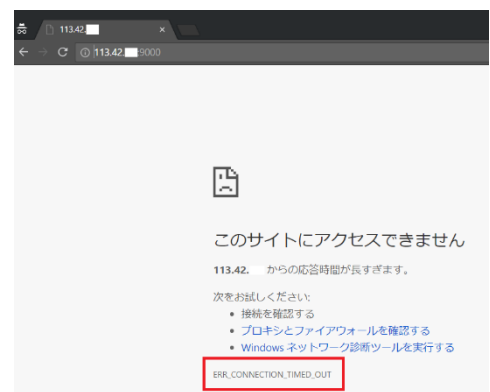 113.42.
113.42. :9000
このサイトにアクセスできません
113.42. からの応答時間が長すぎます。
次をお試しください:
接続を確認する
プロキシとファイアウォールを確認する
Windows ネットワーク診断ツールを実行する
ERR_CONNECTION_TIMED_OUT